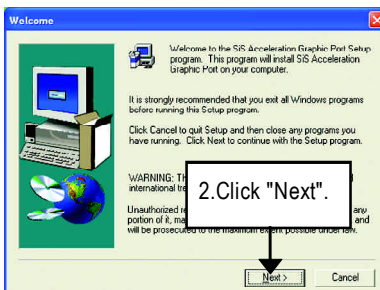 Welcome
Welcome to the SiS Acceleration Graphic Port Setup
program. This program will install SiS Acceleration
Graphic Port on your computer.
It is strongly recommended that you exit all Windows programs
before running this Setup program.
Click Cancel to quit Setup and then close any programs you
have running. Click Next to continue with the Setup program.
WARNING: Th
international tre
2.Click "Next".
Unauthorized re any
portion of it, ma and
will be prosecuted to the maximum extent possible under law.
Next > Cancel